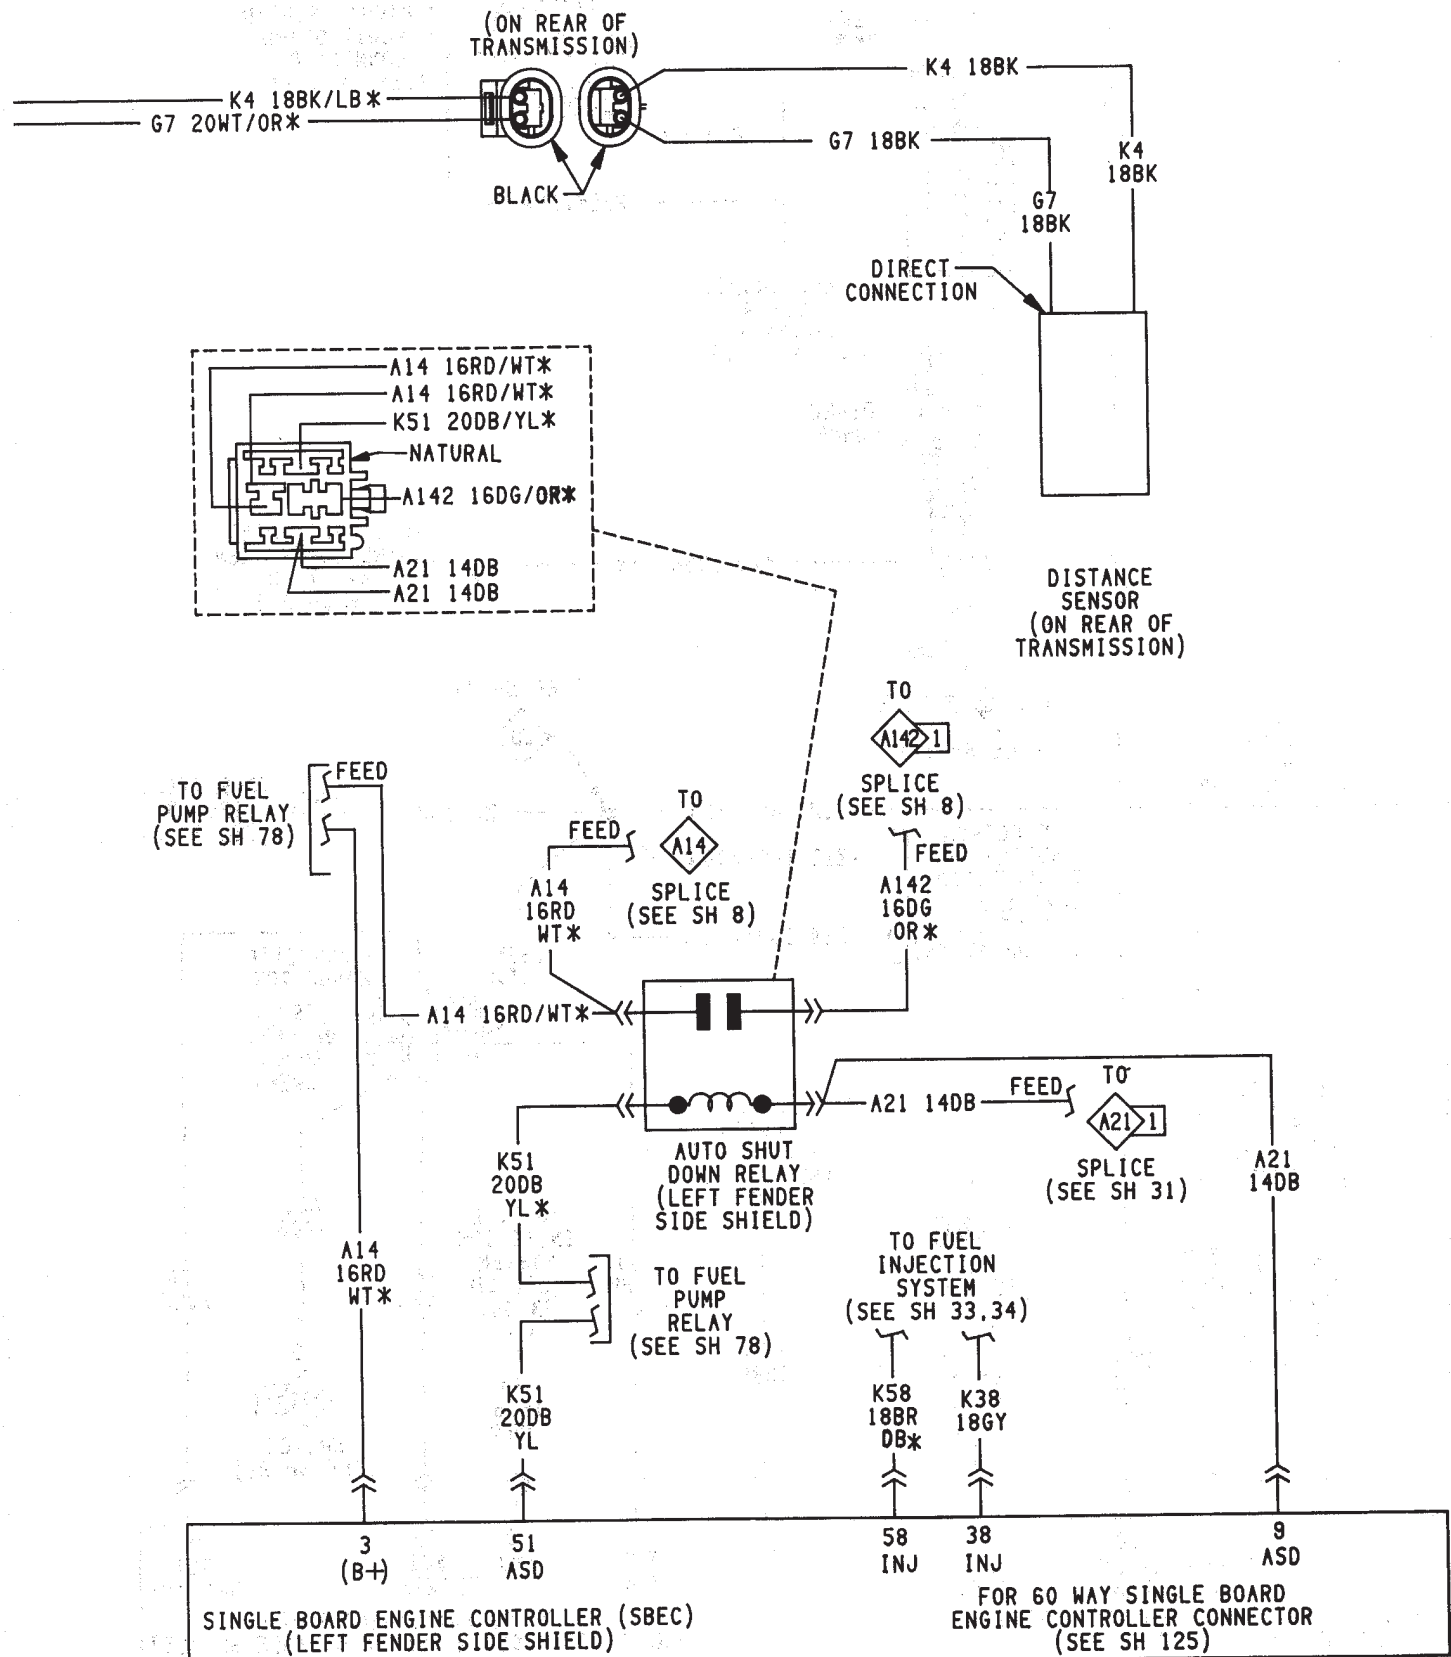 (ON REAR OF
TRANSMISSION)
K4 18BK
K4 18BK/LB*
G7 20WT/OR*
G7 18BK
K4
18BK
BLACK
G7
18BK
DIRECT
CONNECTION
A14 16RD/WT*
A14 16RD/WT*
K51 20DB/YL*
NATURAL
A142 16DG/OR*
A21 14DB
A21 14DB
DISTANCE
SENSOR
(ON REAR OF
TRANSMISSION)
TO
A142 1
SPLICE
(SEE SH 8)
FEED
TO FUEL
PUMP RELAY
(SEE SH 78)
FEED
TO
A14
SPLICE
(SEE SH 8)
FEED
A14
16RD
WT*
A142
16DG
OR*
A14 16RD/WT*
A21 14DB
FEED
TO
A21 1
SPLICE
(SEE SH 31)
AUTO SHUT
DOWN RELAY
(LEFT FENDER
SIDE SHIELD)
K51
20DB
YL*
A21
14DB
A14
16RD
WT*
TO FUEL
PUMP
RELAY
(SEE SH 78)
TO FUEL
INJECTION
SYSTEM
(SEE SH 33,34)
K51
20DB
YL
K58
18BR
DB*
K38
18GY
3
(B+)
51
ASD
58
INJ
38
INJ
9
ASD
SINGLE BOARD ENGINE CONTROLLER (SBEC)
(LEFT FENDER SIDE SHIELD)
FOR 60 WAY SINGLE BOARD
ENGINE CONTROLLER CONNECTOR
(SEE SH 125)